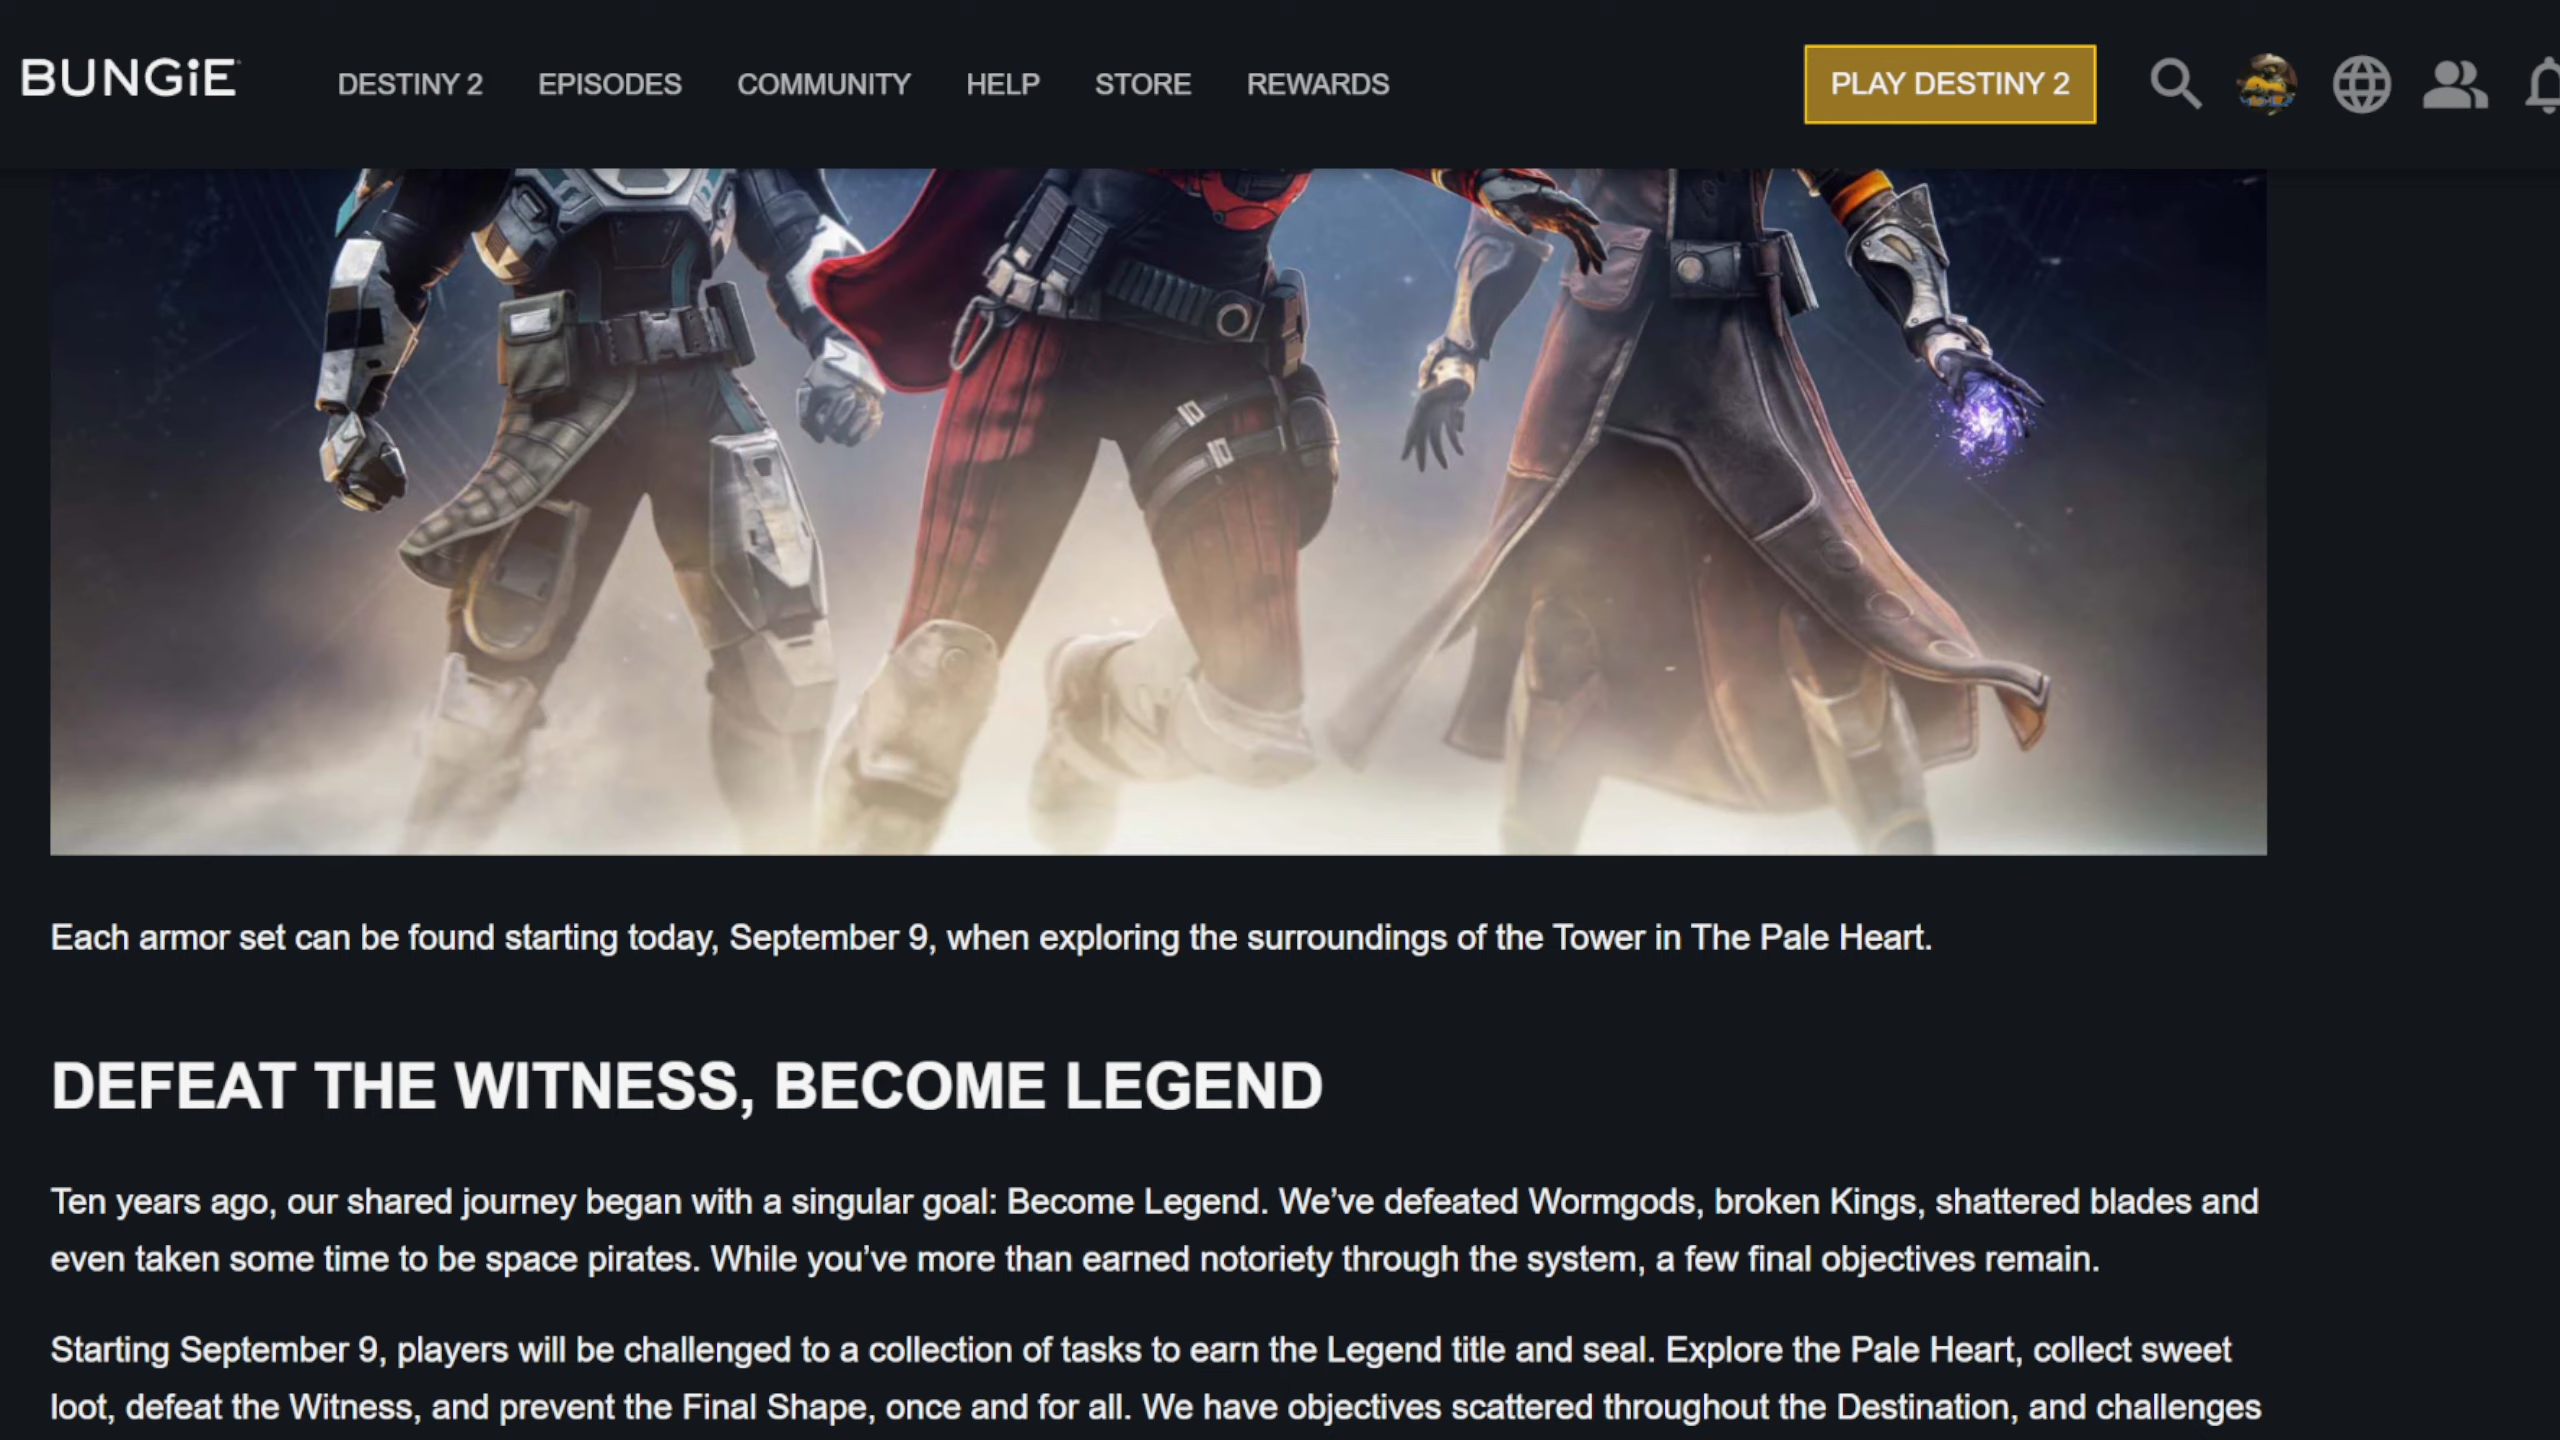 BUNGiE DESTINY 2 EPISODES COMMUNITY HELP STORE REWARDS PLAY DESTINY 2
Each armor set can be found starting today, September 9, when exploring the surroundings of the Tower in The Pale Heart.
DEFEAT THE WITNESS, BECOME LEGEND
Ten years ago, our shared journey began with a singular goal: Become Legend. We’ve defeated Wormgods, broken Kings, shattered blades and
even taken some time to be space pirates. While you’ve more than earned notoriety through the system, a few final objectives remain.
Starting September 9, players will be challenged to a collection of tasks to earn the Legend title and seal. Explore the Pale Heart, collect sweet
loot, defeat the Witness, and prevent the Final Shape, once and for all. We have objectives scattered throughout the Destination, and challenges